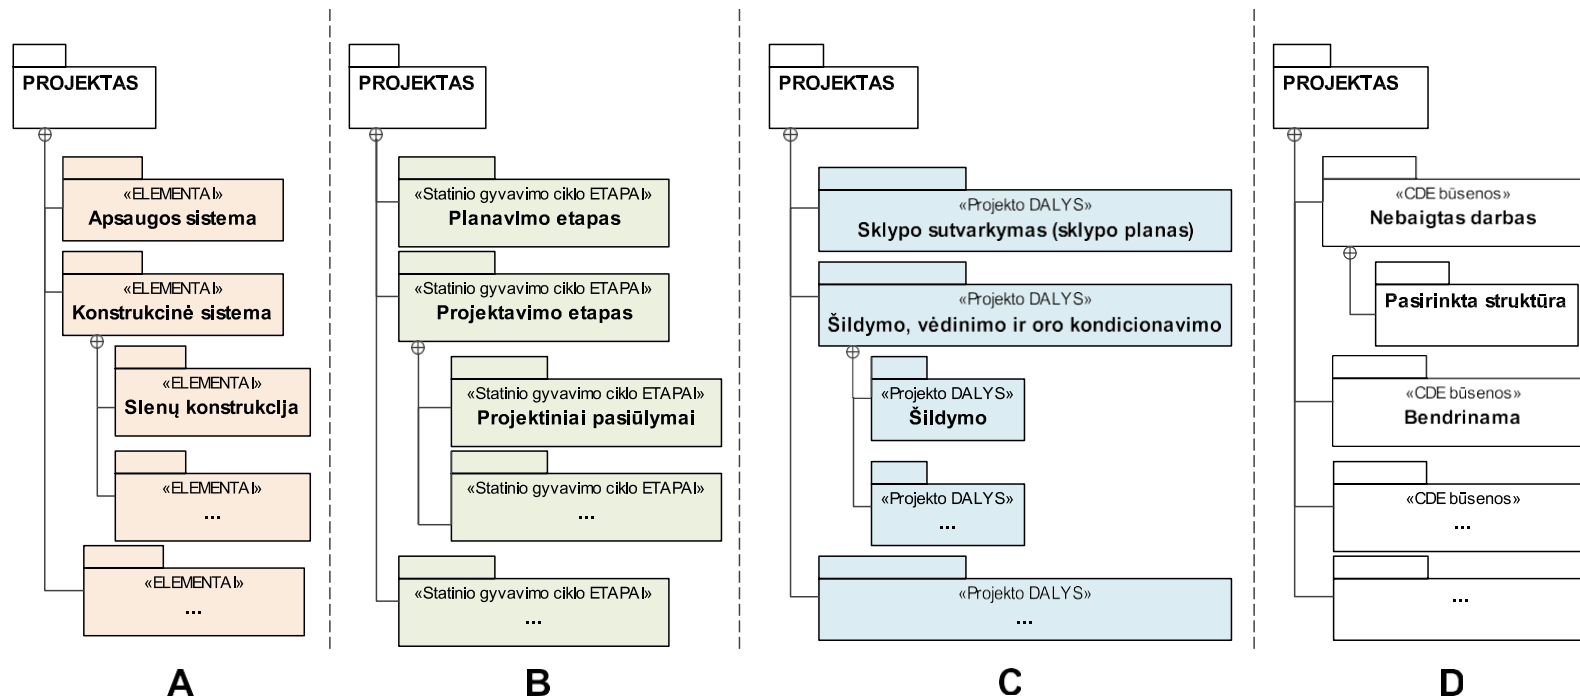 PROJEKTAS
«ELEMENTAI»
Apsaugos sistema
«ELEMENTAI»
Konstrukcinė sistema
«ELEMENTAI»
Sienų konstrukcija
«ELEMENTAI»
...
«ELEMENTAI»
...
A
PROJEKTAS
«Statinio gyvavimo ciklo ETAPAI»
Planavimo etapas
«Statinio gyvavimo ciklo ETAPAI»
Projektavimo etapas
«Statinio gyvavimo ciklo ETAPAI»
Projektiniai pasiūlymai
«Statinio gyvavimo ciklo ETAPAI»
...
«Statinio gyvavimo ciklo ETAPAI»
...
B
PROJEKTAS
«Projekto DALYS»
Sklypo sutvarkymas (sklypo planas)
«Projekto DALYS»
Šildymo, vėdinimo ir oro kondicionavimo
«Projekto DALYS»
Šildymo
«Projekto DALYS»
...
«Projekto DALYS»
...
C
PROJEKTAS
«CDE būsenos»
Nebaigtas darbas
Pasirinkta struktūra
«CDE būsenos»
Bendrinama
«CDE būsenos»
...
...
D